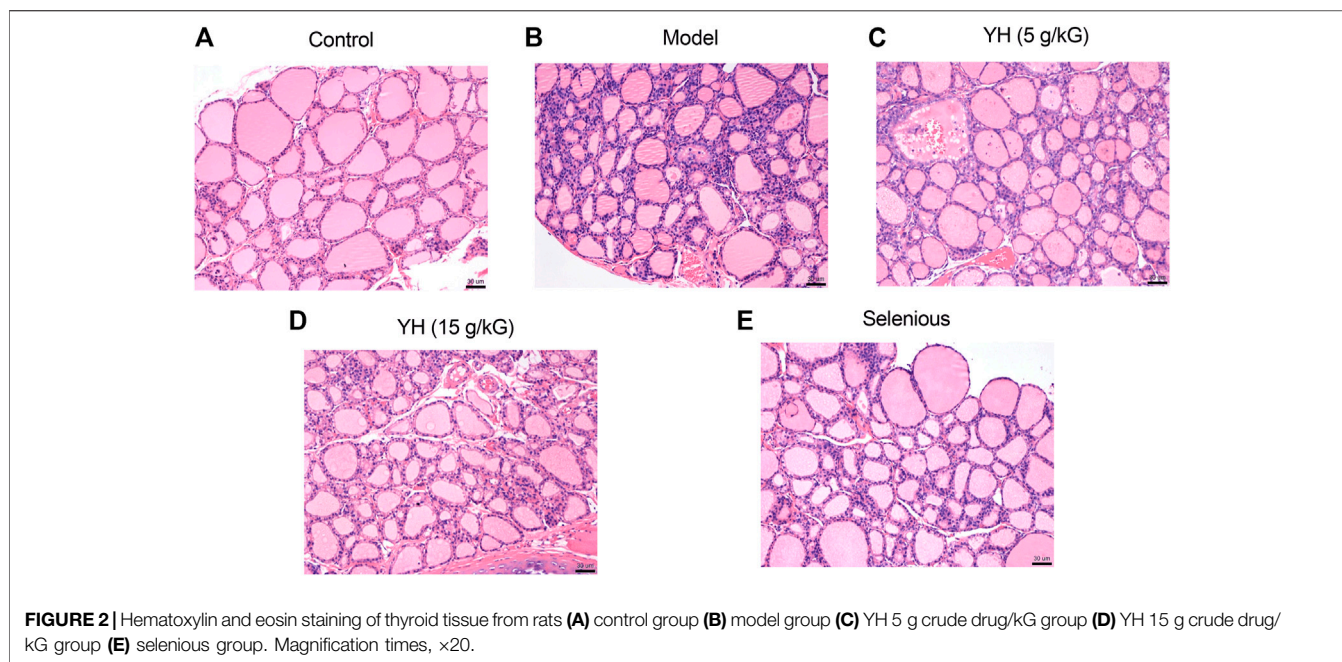 A Control
B Model
C YH (5 g/kG)
30 um
30 um
30 um
D YH (15 g/kG)
E Selenious
30 um
30 um
FIGURE 2 | Hematoxylin and eosin staining of thyroid tissue from rats (A) control group (B) model group (C) YH 5 g crude drug/kG group (D) YH 15 g crude drug/
kG group (E) selenious group. Magnification times, ×20.